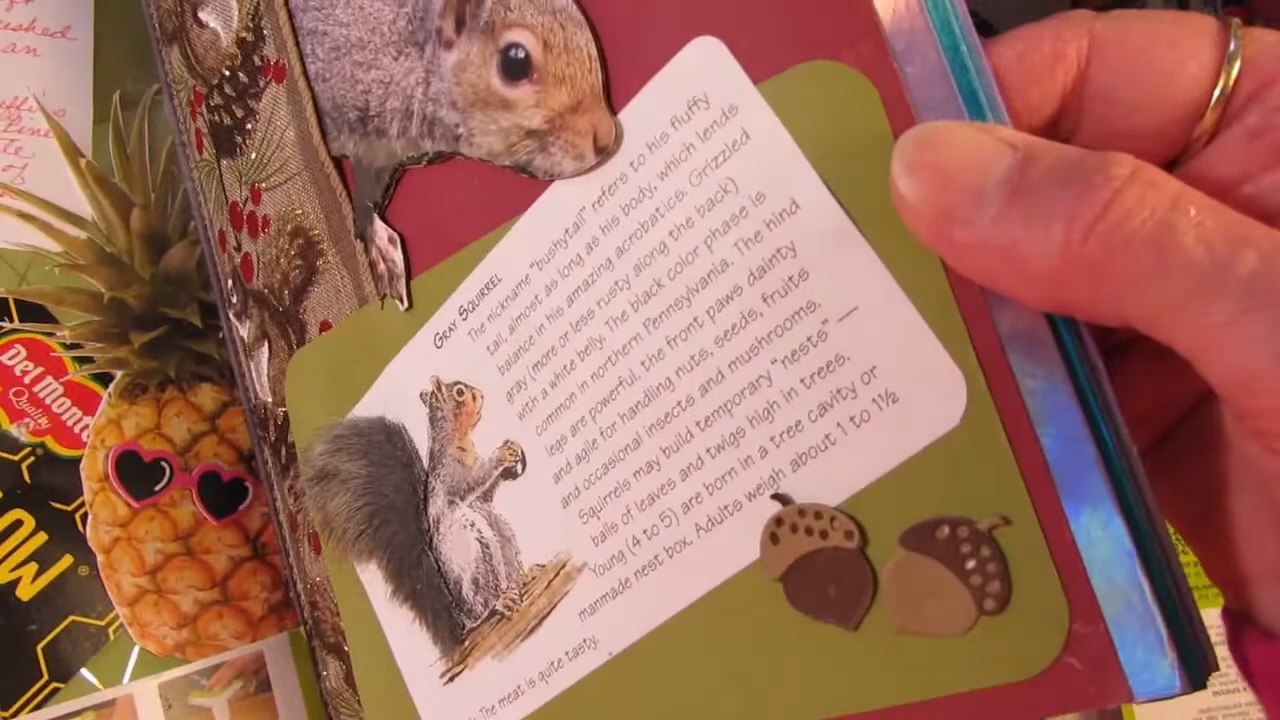 ushed
an
line
of
Del Monte
Quality
OW
®
GRAY SQUIRREL
The nickname "bushytail" refers to his fluffy
tail, almost as long as his body, which lends
balance in his amazing acrobatics. Grizzled
gray (more or less rusty along the back)
with a white belly. The black color phase is
common in northern Pennsylvania. The hind
legs are powerful, the front paws dainty
and agile for handling nuts, seeds, fruits
and occasional insects and mushrooms.
Squirrels may build temporary "nests" —
balls of leaves and twigs high in trees.
Young (4 to 5) are born in a tree cavity or
manmade nest box. Adults weigh about 1 to 1½
The meat is quite tasty.